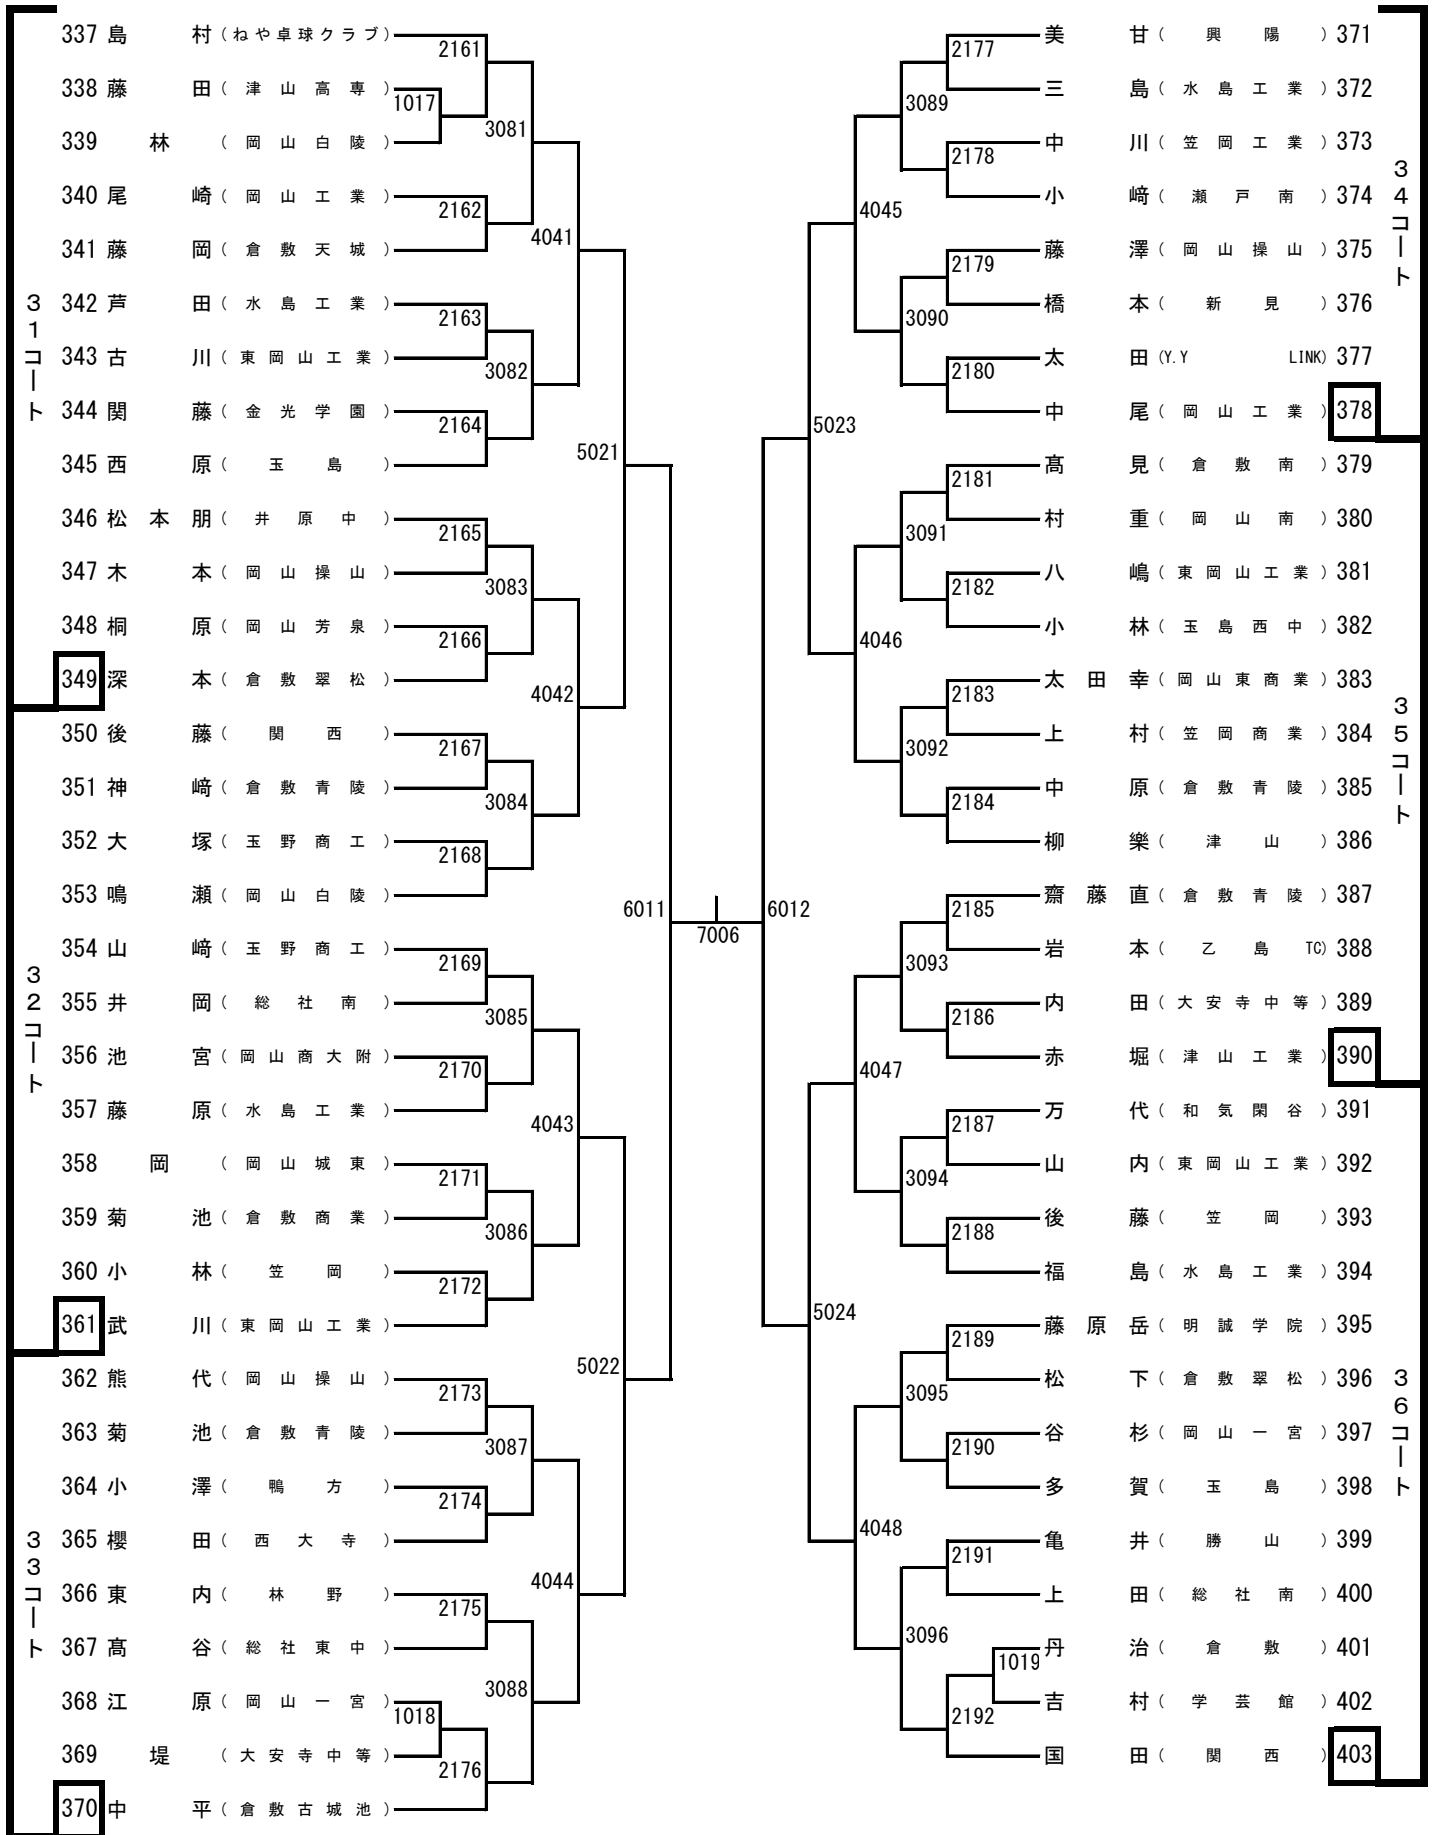 31コート
337 島村(ねや卓球クラブ)
338 藤田(津山高専)
339 林(岡山白陵)
340 尾崎(岡山工業)
341 藤岡(倉敷天城)
342 芦田(水島工業)
343 古川(東岡山工業)
344 関藤(金光学園)
345 西原(玉島)
346 松本朋(井原中)
347 木本(岡山操山)
348 桐原(岡山芳泉)
349 深本(倉敷翠松)
32コート
350 後藤(関西)
351 神﨑(倉敷青陵)
352 大塚(玉野商工)
353 鳴瀬(岡山白陵)
354 山﨑(玉野商工)
355 井岡(総社南)
356 池宮(岡山商大附)
357 藤原(水島工業)
358 岡(岡山城東)
359 菊池(倉敷商業)
360 小林(笠岡)
361 武川(東岡山工業)
33コート
362 熊代(岡山操山)
363 菊池(倉敷青陵)
364 小澤(鴨方)
365 櫻田(西大寺)
366 東内(林野)
367 髙谷(総社東中)
368 江原(岡山一宮)
369 堤(大安寺中等)
370 中平(倉敷古城池)
1017
1018
2161
2162
2163
2164
2165
2166
2167
2168
2169
2170
2171
2172
2173
2174
2175
2176
3081
3082
3083
3084
3085
3086
3087
3088
4041
4042
4043
4044
5021
5022
6011
7006
6012
5023
5024
4045
4046
4047
4048
3089
3090
3091
3092
3093
3094
3095
3096
2177
2178
2179
2180
2181
2182
2183
2184
2185
2186
2187
2188
2189
2190
2191
2192
1019
34コート
美甘(興陽) 371
三島(水島工業) 372
中川(笠岡工業) 373
小﨑(瀬戸南) 374
藤澤(岡山操山) 375
橋本(新見) 376
太田(Y.Y LINK) 377
中尾(岡山工業) 378
35コート
髙見(倉敷南) 379
村重(岡山南) 380
八嶋(東岡山工業) 381
小林(玉島西中) 382
太田幸(岡山東商業) 383
上村(笠岡商業) 384
中原(倉敷青陵) 385
柳樂(津山) 386
齋藤直(倉敷青陵) 387
岩本(乙島TC) 388
内田(大安寺中等) 389
赤堀(津山工業) 390
36コート
万代(和気閑谷) 391
山内(東岡山工業) 392
後藤(笠岡) 393
福島(水島工業) 394
藤原岳(明誠学院) 395
松下(倉敷翠松) 396
谷杉(岡山一宮) 397
多賀(玉島) 398
亀井(勝山) 399
上田(総社南) 400
丹治(倉敷) 401
吉村(学芸館) 402
国田(関西) 403